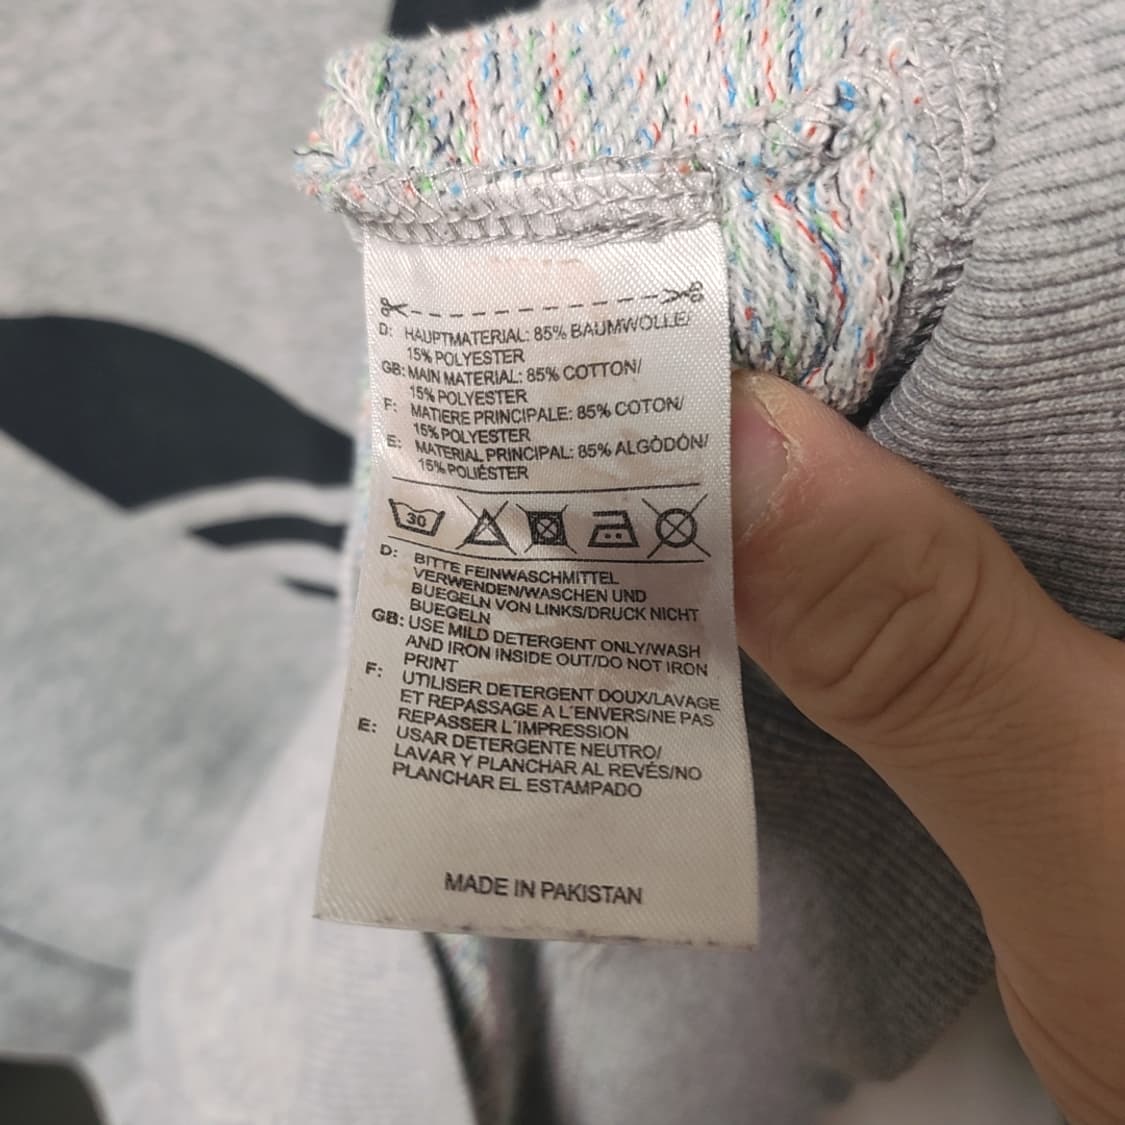 D: HAUPTMATERIAL: 85% BAUMWOLLE/
15% POLYESTER
GB: MAIN MATERIAL: 85% COTTON/
15% POLYESTER
F: MATIERE PRINCIPALE: 85% COTON/
15% POLYESTER
E: MATERIAL PRINCIPAL: 85% ALGÒDÓN/
15% POLIÉSTER
30
D: BITTE FEINWASCHMITTEL
VERWENDEN/WASCHEN UND
BUEGELN VON LINKS/DRUCK NICHT
BUEGELN
GB: USE MILD DETERGENT ONLY/WASH
AND IRON INSIDE OUT/DO NOT IRON
PRINT
F: UTILISER DETERGENT DOUX/LAVAGE
ET REPASSAGE A L'ENVERS/NE PAS
REPASSER L'IMPRESSION
E: USAR DETERGENTE NEUTRO/
LAVAR Y PLANCHAR AL REVÉS/NO
PLANCHAR EL ESTAMPADO
MADE IN PAKISTAN